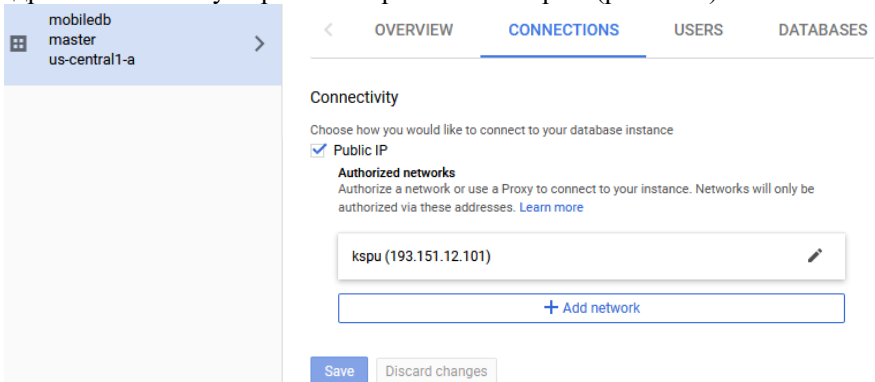 mobiledb
master
us-central1-a
OVERVIEW
CONNECTIONS
USERS
DATABASES
Connectivity
Choose how you would like to connect to your database instance
Public IP
Authorized networks
Authorize a network or use a Proxy to connect to your instance. Networks will only be
authorized via these addresses. Learn more
kspu (193.151.12.101)
+ Add network
Save
Discard changes